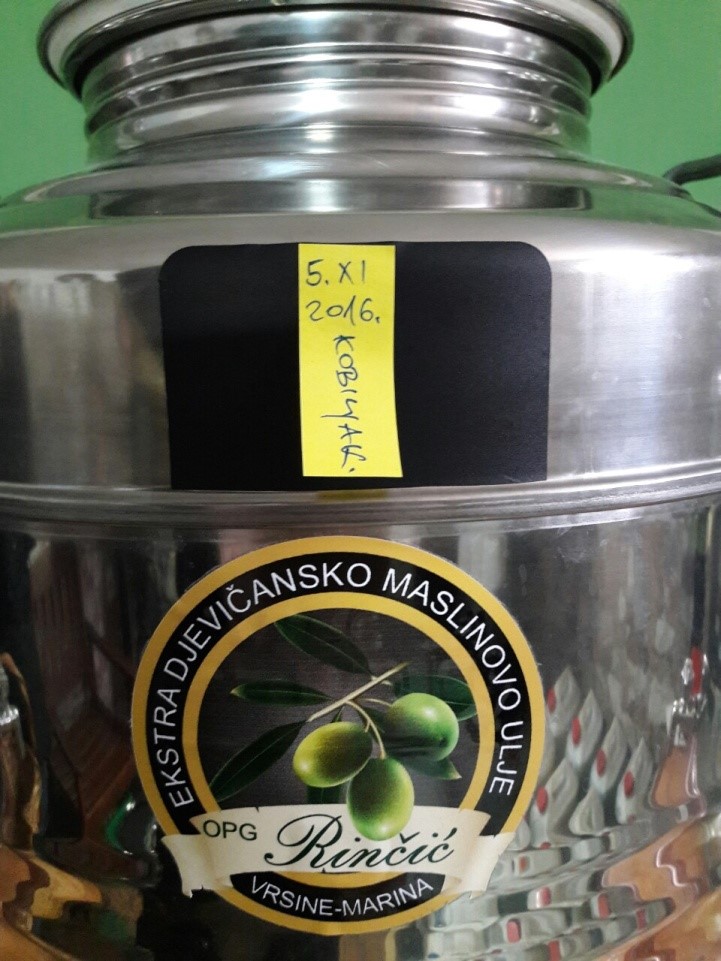 5. XI
2016.
KOBILJAK.
EKSTRA DJEVIČANSKO MASLINOVO ULJE
OPG Rinčić
VRSINE-MARINA